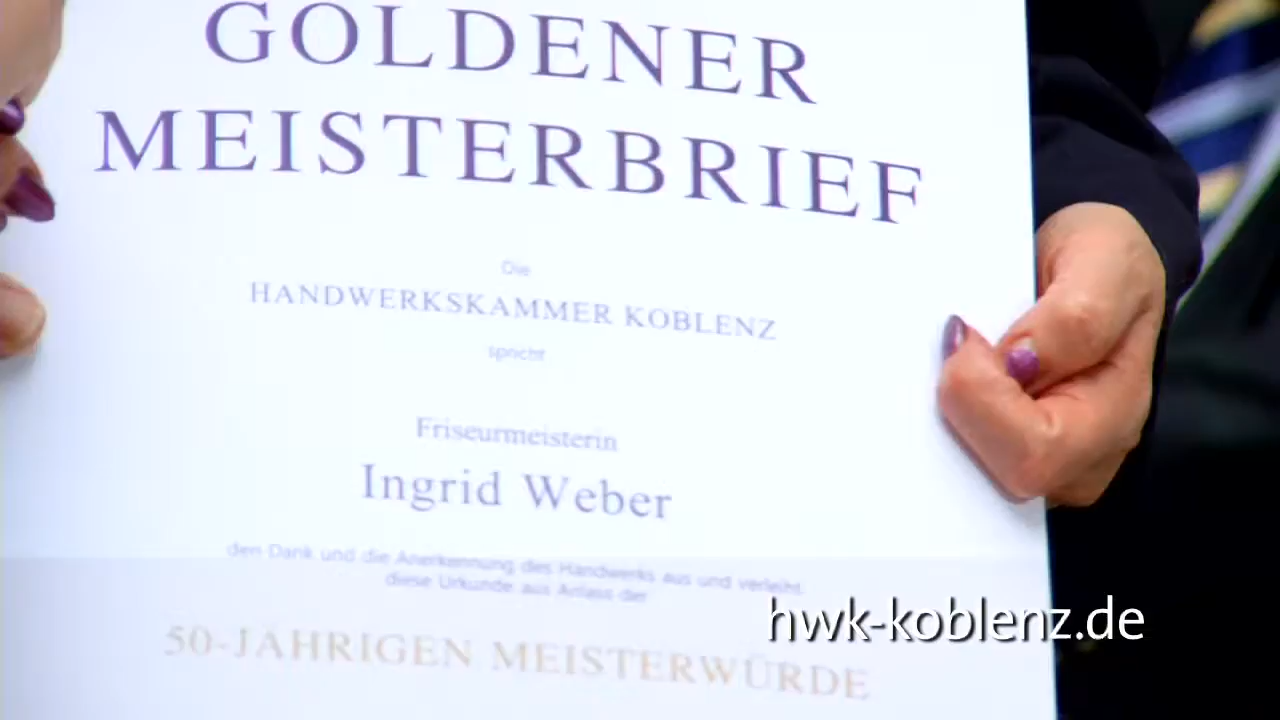 GOLDENER
MEISTERBRIEF
Die
HANDWERKSKAMMER KOBLENZ
spricht
Friseurmeisterin
Ingrid Weber
den Dank und die Anerkennung des Handwerks aus und verleiht
diese Urkunde aus Anlass der
50-JÄHRIGEN MEISTERWÜRDE
hwk-koblenz.de